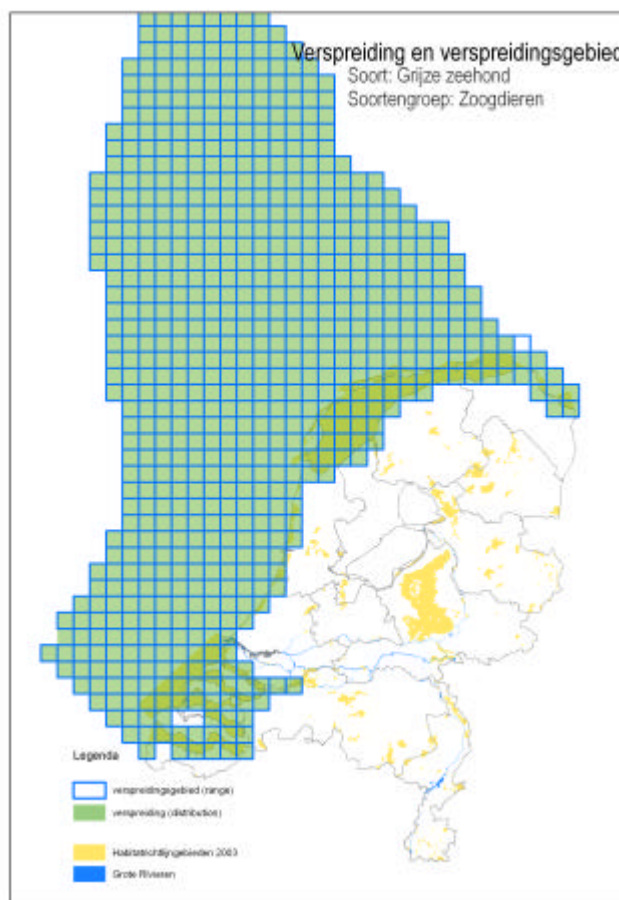 Verspreiding en verspreidingsgebied
Soort: Grijze zeehond
Soortengroep: Zoogdieren
Legenda
verspreidingsgebied (range)
verspreiding (distribution)
Habitatrichtlijngebieden 2003
Grote Rivieren